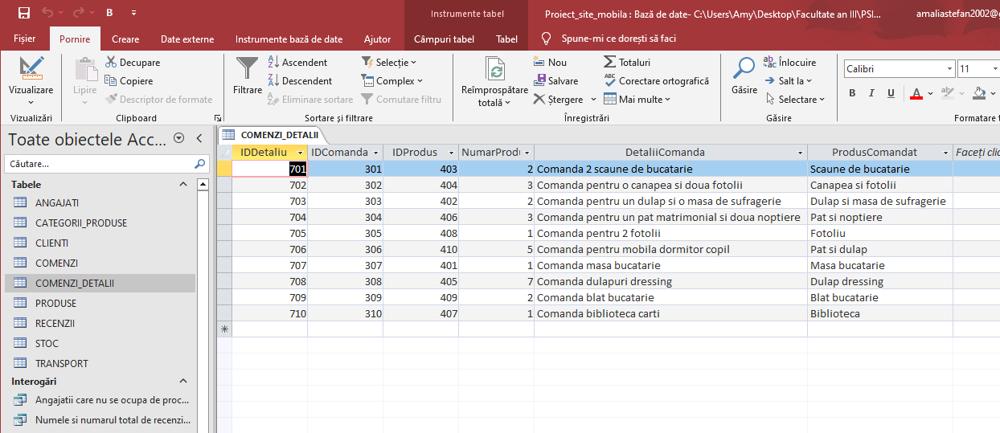 B
Instrumente tabel
Proiect_site_mobila : Bază de date- C:\Users\Amy\Desktop\Facultate an III\PSI...
amaliastefan2002@
Fișier Pornire Creare Date externe Instrumente bază de date Ajutor Câmpuri tabel Tabel Spune-mi ce dorești să faci
Vizualizare
Vizualizări
Lipire
Decupare
Copiere
Descriptor de formate
Clipboard
Filtrare
Ascendent
Descendent
Eliminare sortare
Selecție
Complex
Comutare filtru
Sortare și filtrare
Reîmprospătare
totală
Nou
Salvare
Ștergere
Totaluri
Corectare ortografică
Mai multe
Înregistrări
Găsire
Înlocuire
Salt la
Selectare
Găsire
Calibri 11
B I U A
Formatare
Toate obiectele Acc...
Căutare...
Tabele
ANGAJATI
CATEGORII_PRODUSE
CLIENTI
COMENZI
COMENZI_DETALII
PRODUSE
RECENZII
STOC
TRANSPORT
Interogări
Angajatii care nu se ocupa de proc...
Numele si numarul total de recenzi...
COMENZI_DETALII
IDDetaliu IDComanda IDProdus NumarProdu DetaliiComanda ProdusComandat Faceți clic
701 301 403 2 Comanda 2 scaune de bucatarie Scaune de bucatarie
702 302 404 3 Comanda pentru o canapea si doua fotolii Canapea si fotolii
703 303 402 2 Comanda pentru un dulap si o masa de sufragerie Dulap si masa de sufragerie
704 304 406 3 Comanda pentru un pat matrimonial si doua noptiere Pat si noptiere
705 305 408 1 Comanda pentru 2 fotolii Fotoliu
706 306 410 5 Comanda pentru mobila dormitor copil Pat si dulap
707 307 401 1 Comanda masa bucatarie Masa bucatarie
708 308 405 7 Comanda dulapuri dressing Dulap dressing
709 309 409 2 Comanda blat bucatarie Blat bucatarie
710 310 407 1 Comanda biblioteca carti Biblioteca